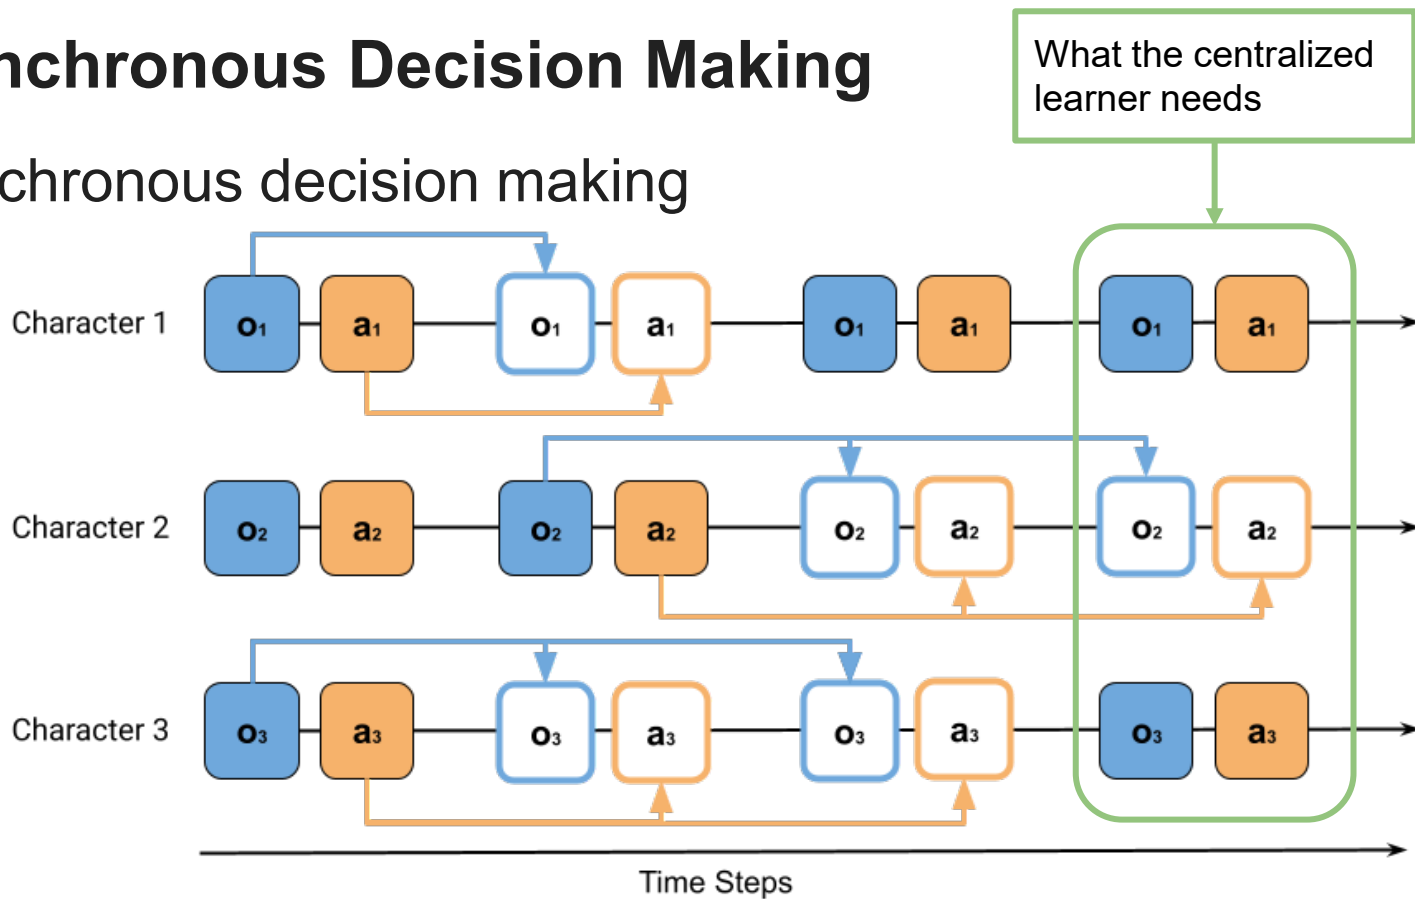 nchronous Decision Making
What the centralized
learner needs
chronous decision making
Character 1 o₁ a₁ o₁ a₁ o₁ a₁ o₁ a₁
Character 2 o₂ a₂ o₂ a₂ o₂ a₂ o₂ a₂
Character 3 o₃ a₃ o₃ a₃ o₃ a₃ o₃ a₃
Time Steps